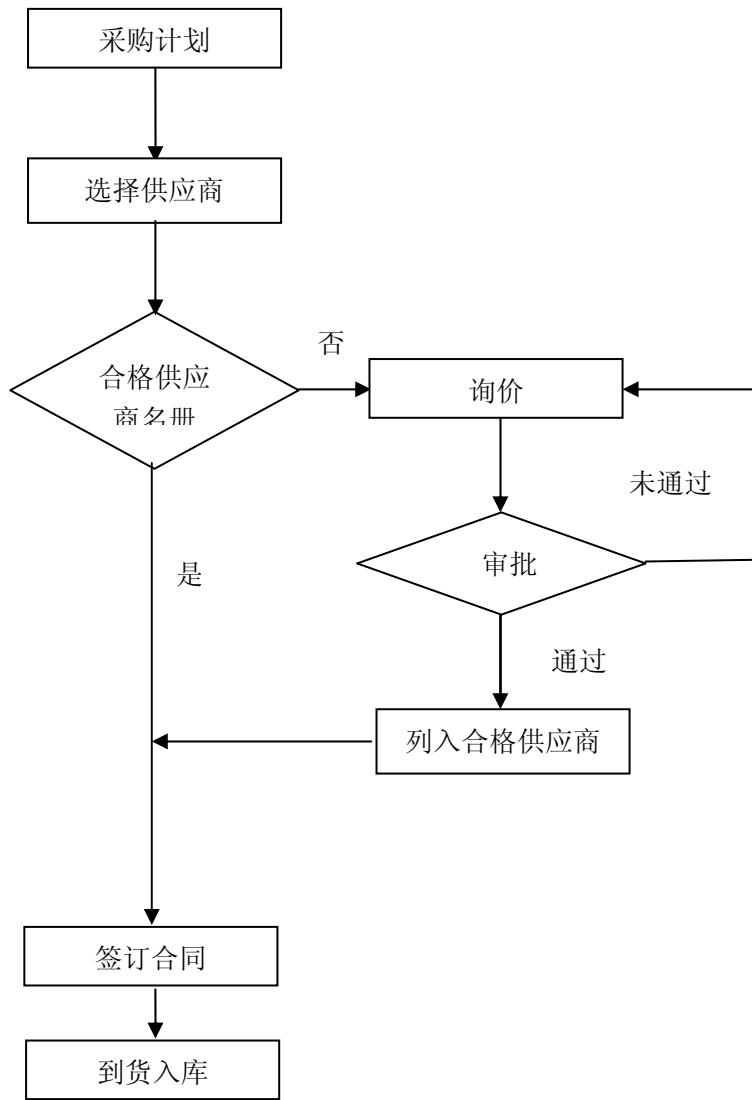 采购计划
选择供应商
合格供应
商名册
否
询价
未通过
审批
是
通过
列入合格供应商
签订合同
到货入库